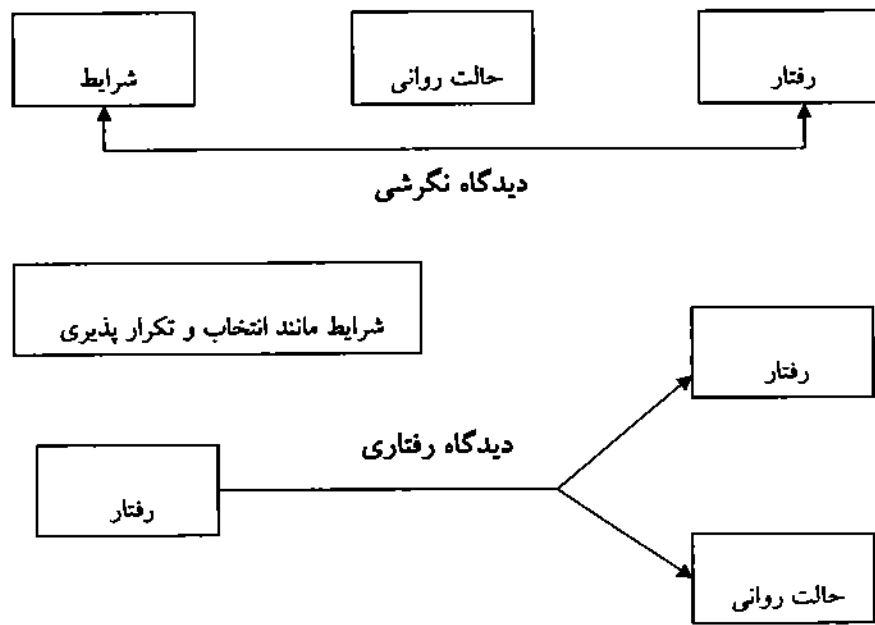 شرایط
حالت روانی
رفتار
دیدگاه نگرشی
شرایط مانند انتخاب و تکرار پذیری
رفتار
دیدگاه رفتاری
رفتار
حالت روانی